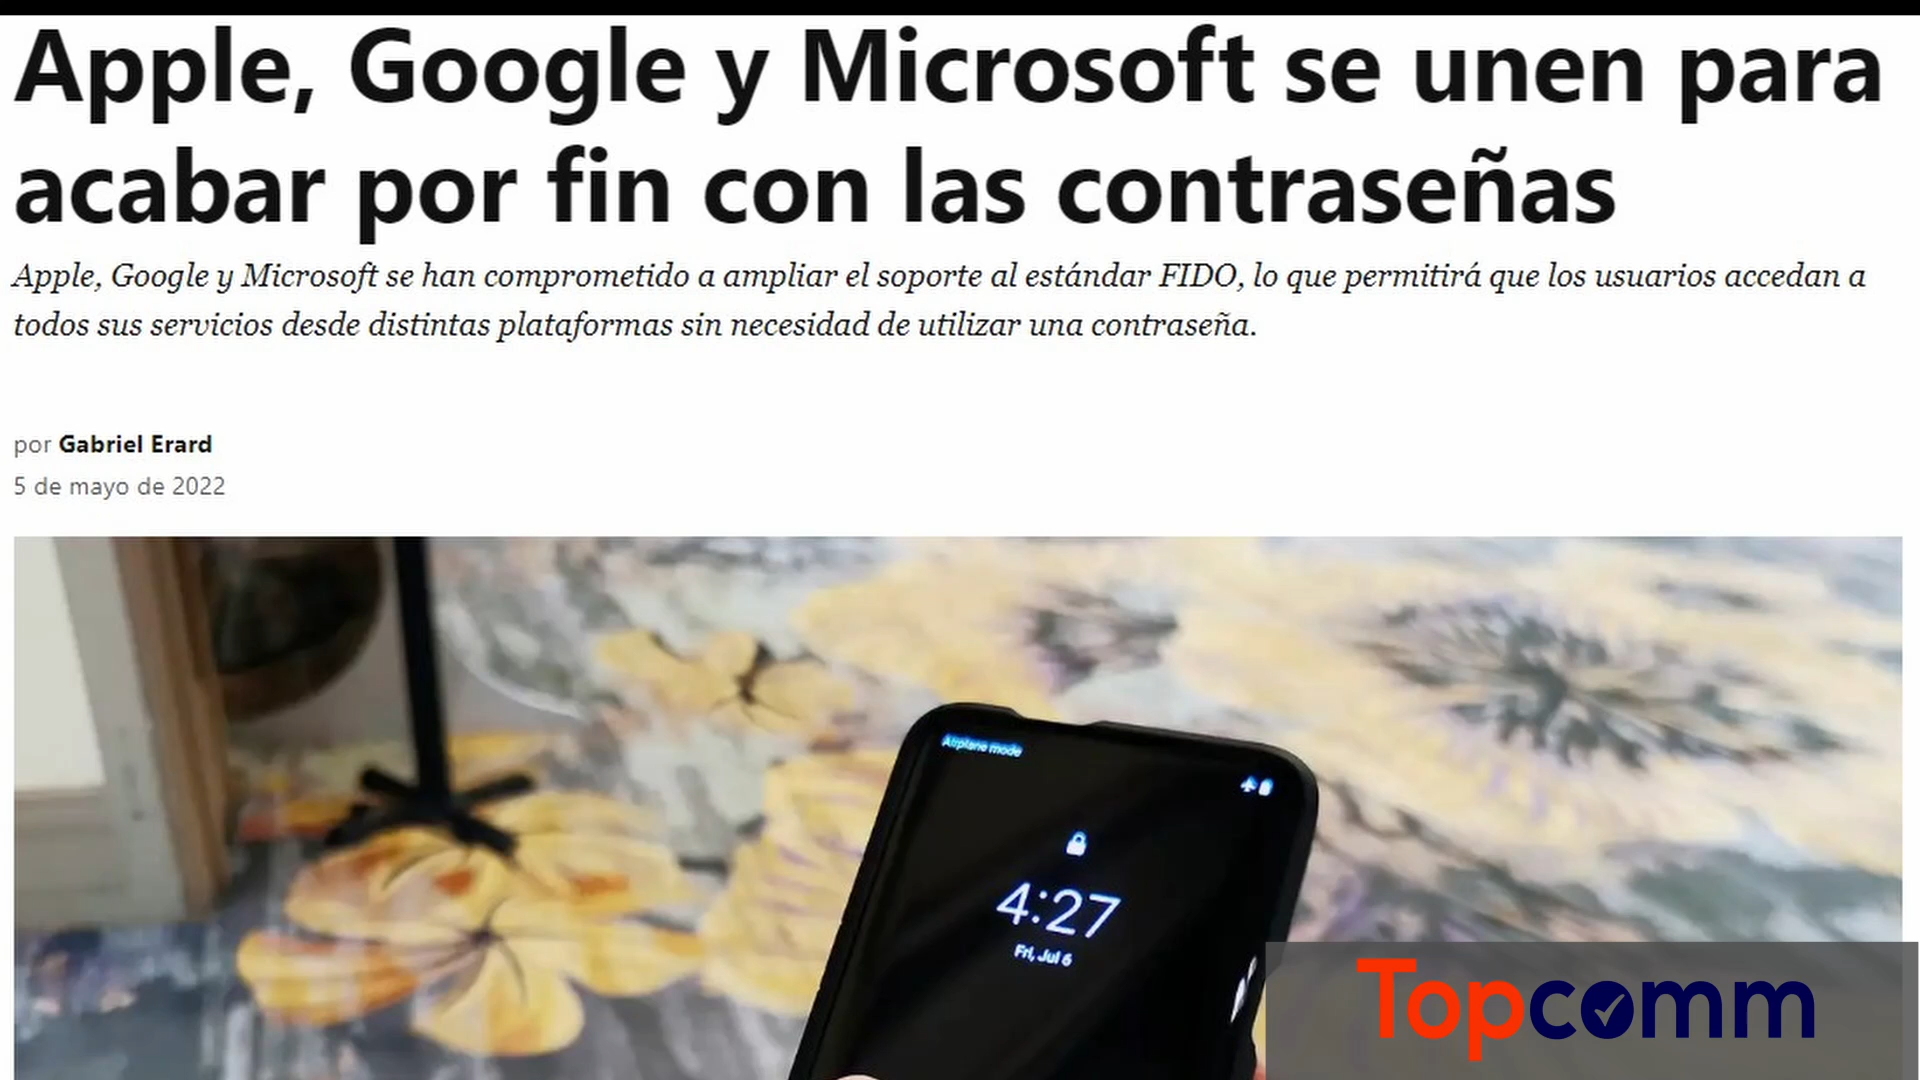 Apple, Google y Microsoft se unen para
acabar por fin con las contraseñas
Apple, Google y Microsoft se han comprometido a ampliar el soporte al estándar FIDO, lo que permitirá que los usuarios accedan a
todos sus servicios desde distintas plataformas sin necesidad de utilizar una contraseña.
por Gabriel Erard
5 de mayo de 2022
Airplane mode
4:27
Fri, Jul 6
Topcomm